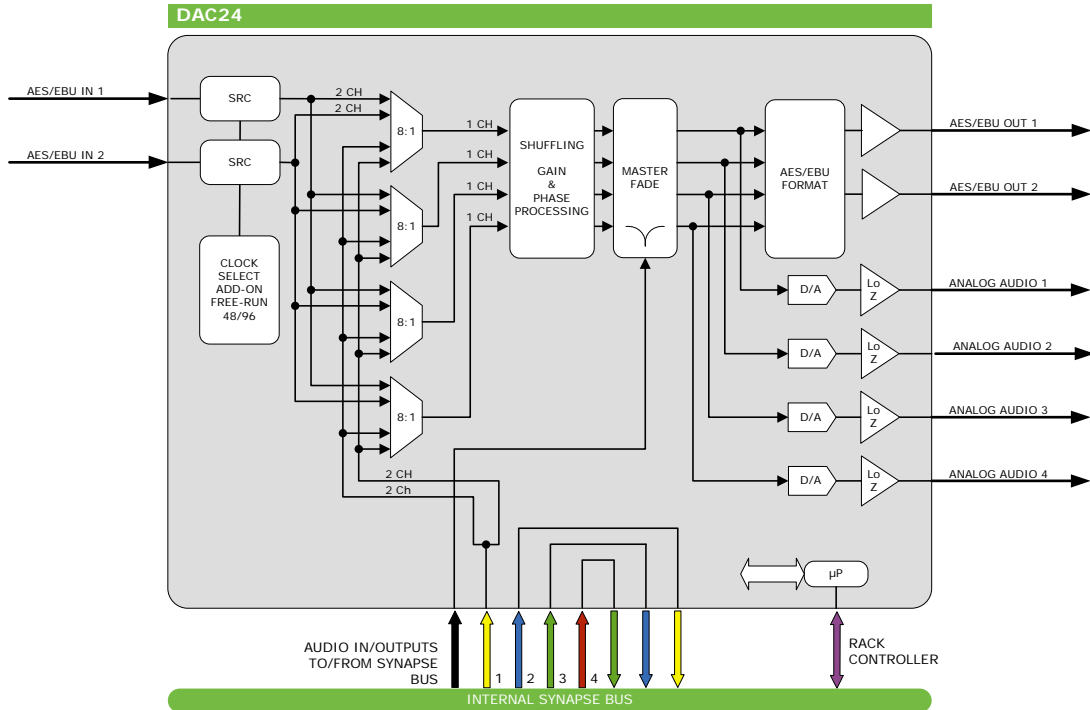 DAC24
AES/EBU IN 1
AES/EBU IN 2
SRC
SRC
CLOCK
SELECT
ADD-ON
FREE-RUN
48/96
2 CH
2 CH
8:1
8:1
8:1
8:1
2 CH
2 Ch
1 CH
1 CH
1 CH
1 CH
SHUFFLING
GAIN
&
PHASE
PROCESSING
MASTER
FADE
AES/EBU
FORMAT
AES/EBU OUT 1
AES/EBU OUT 2
D/A
Lo
Z
ANALOG AUDIO 1
D/A
Lo
Z
ANALOG AUDIO 2
D/A
Lo
Z
ANALOG AUDIO 3
D/A
Lo
Z
ANALOG AUDIO 4
µP
AUDIO IN/OUTPUTS
TO/FROM SYNAPSE
BUS
1
2
3
4
RACK
CONTROLLER
INTERNAL SYNAPSE BUS